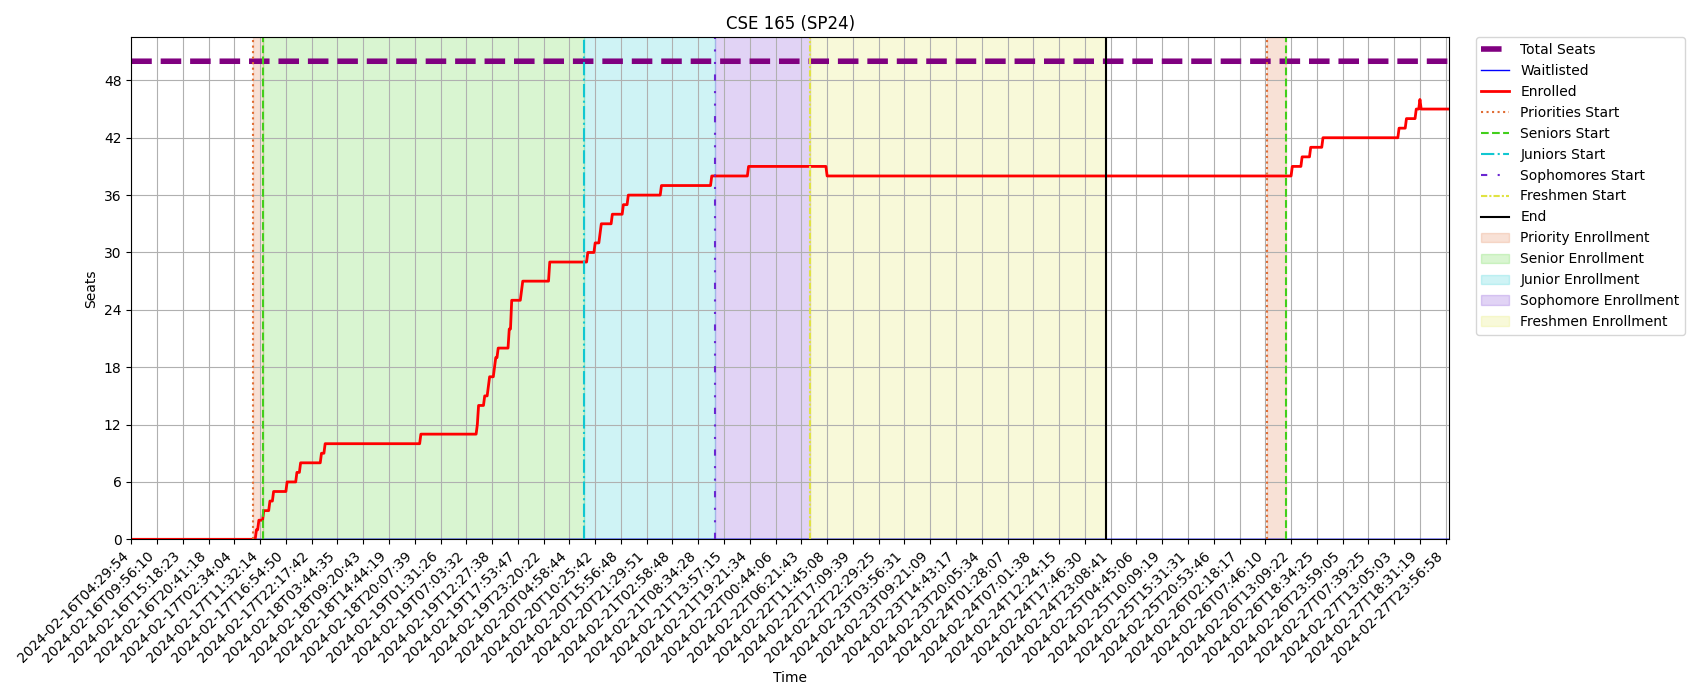 CSE 165 (SP24)
Total Seats
Waitlisted
Enrolled
Priorities Start
Seniors Start
Juniors Start
Sophomores Start
Freshmen Start
End
Priority Enrollment
Senior Enrollment
Junior Enrollment
Sophomore Enrollment
Freshmen Enrollment
Seats
48
42
36
30
24
18
12
6
0
2024-02-16T04:29:54
2024-02-16T09:56:10
2024-02-16T15:18:23
2024-02-16T20:41:18
2024-02-17T02:34:04
2024-02-17T11:32:14
2024-02-17T16:54:50
2024-02-17T22:17:42
2024-02-18T03:44:35
2024-02-18T09:20:43
2024-02-18T14:44:19
2024-02-18T20:07:39
2024-02-19T01:31:26
2024-02-19T07:03:32
2024-02-19T12:27:38
2024-02-19T17:53:47
2024-02-19T23:20:22
2024-02-20T04:58:44
2024-02-20T10:25:42
2024-02-20T15:56:48
2024-02-20T21:29:51
2024-02-21T02:58:48
2024-02-21T08:34:28
2024-02-21T13:57:15
2024-02-21T19:21:34
2024-02-22T00:44:06
2024-02-22T06:21:43
2024-02-22T11:45:08
2024-02-22T17:09:39
2024-02-22T22:29:25
2024-02-23T03:56:31
2024-02-23T09:21:09
2024-02-23T14:43:17
2024-02-23T20:05:34
2024-02-24T01:28:07
2024-02-24T07:01:38
2024-02-24T12:24:15
2024-02-24T17:46:30
2024-02-24T23:08:41
2024-02-25T04:45:06
2024-02-25T10:09:19
2024-02-25T15:31:31
2024-02-25T20:53:46
2024-02-26T02:18:17
2024-02-26T07:46:10
2024-02-26T13:09:22
2024-02-26T18:34:25
2024-02-26T23:59:05
2024-02-27T07:39:25
2024-02-27T13:05:03
2024-02-27T18:31:19
2024-02-27T23:56:58
Time